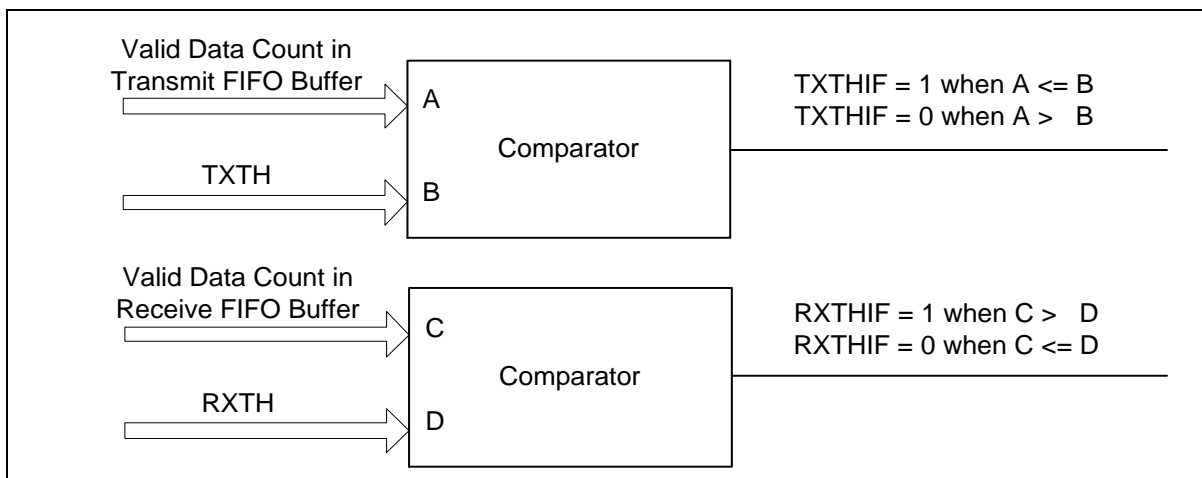 Valid Data Count in
Transmit FIFO Buffer
A
TXTHIF = 1 when A <= B
TXTHIF = 0 when A > B
Comparator
TXTH
B
Valid Data Count in
Receive FIFO Buffer
C
RXTHIF = 1 when C > D
RXTHIF = 0 when C <= D
Comparator
RXTH
D